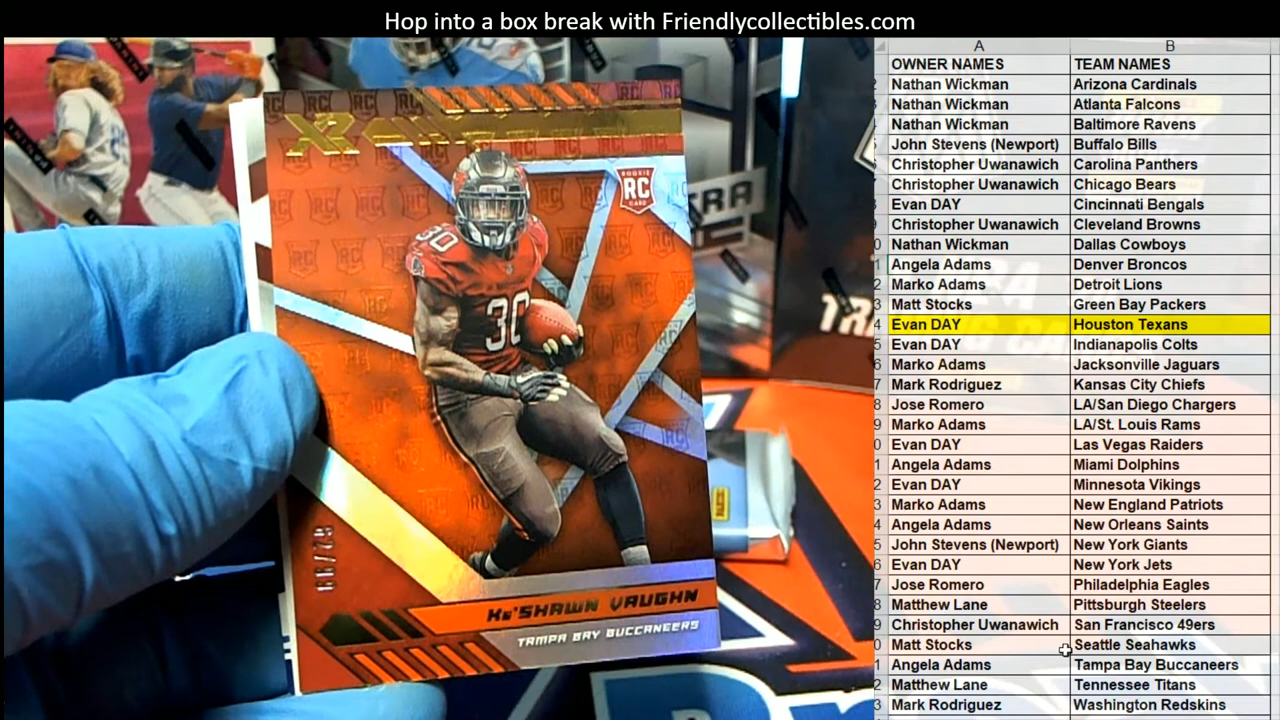 Hop into a box break with Friendlycollectibles.com
A B
OWNER NAMES TEAM NAMES
Nathan Wickman Arizona Cardinals
Nathan Wickman Atlanta Falcons
Nathan Wickman Baltimore Ravens
John Stevens (Newport) Buffalo Bills
Christopher Uwanawich Carolina Panthers
Christopher Uwanawich Chicago Bears
Evan DAY Cincinnati Bengals
Christopher Uwanawich Cleveland Browns
Nathan Wickman Dallas Cowboys
Angela Adams Denver Broncos
Marko Adams Detroit Lions
Matt Stocks Green Bay Packers
Evan DAY Houston Texans
Evan DAY Indianapolis Colts
Marko Adams Jacksonville Jaguars
Mark Rodriguez Kansas City Chiefs
Jose Romero LA/San Diego Chargers
Marko Adams LA/St. Louis Rams
Evan DAY Las Vegas Raiders
Angela Adams Miami Dolphins
Evan DAY Minnesota Vikings
Marko Adams New England Patriots
Angela Adams New Orleans Saints
John Stevens (Newport) New York Giants
Evan DAY New York Jets
Jose Romero Philadelphia Eagles
Matthew Lane Pittsburgh Steelers
Christopher Uwanawich San Francisco 49ers
Matt Stocks Seattle Seahawks
Angela Adams Tampa Bay Buccaneers
Matthew Lane Tennessee Titans
Mark Rodriguez Washington Redskins
XR
ROOKIE
RC
CARD
30
30
Ke'Shawn Vaughn
Tampa Bay Buccaneers